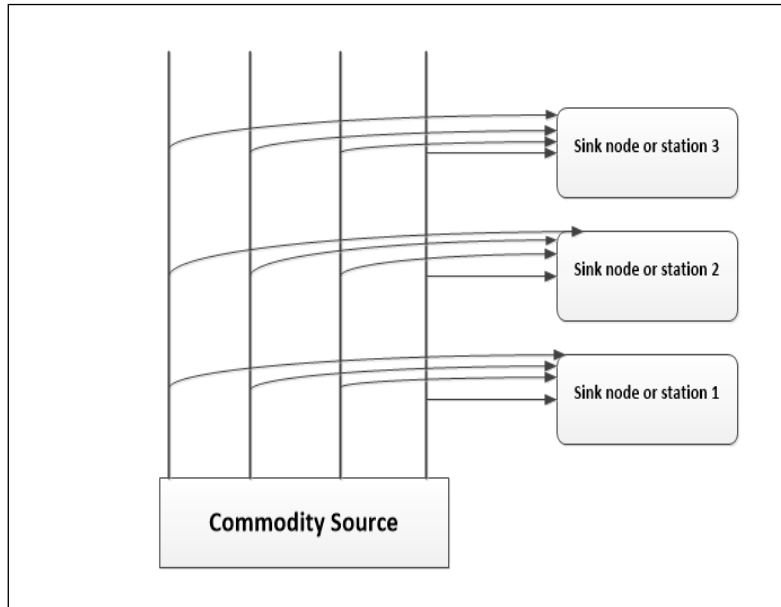 Sink node or station 3
Sink node or station 2
Sink node or station 1
Commodity Source